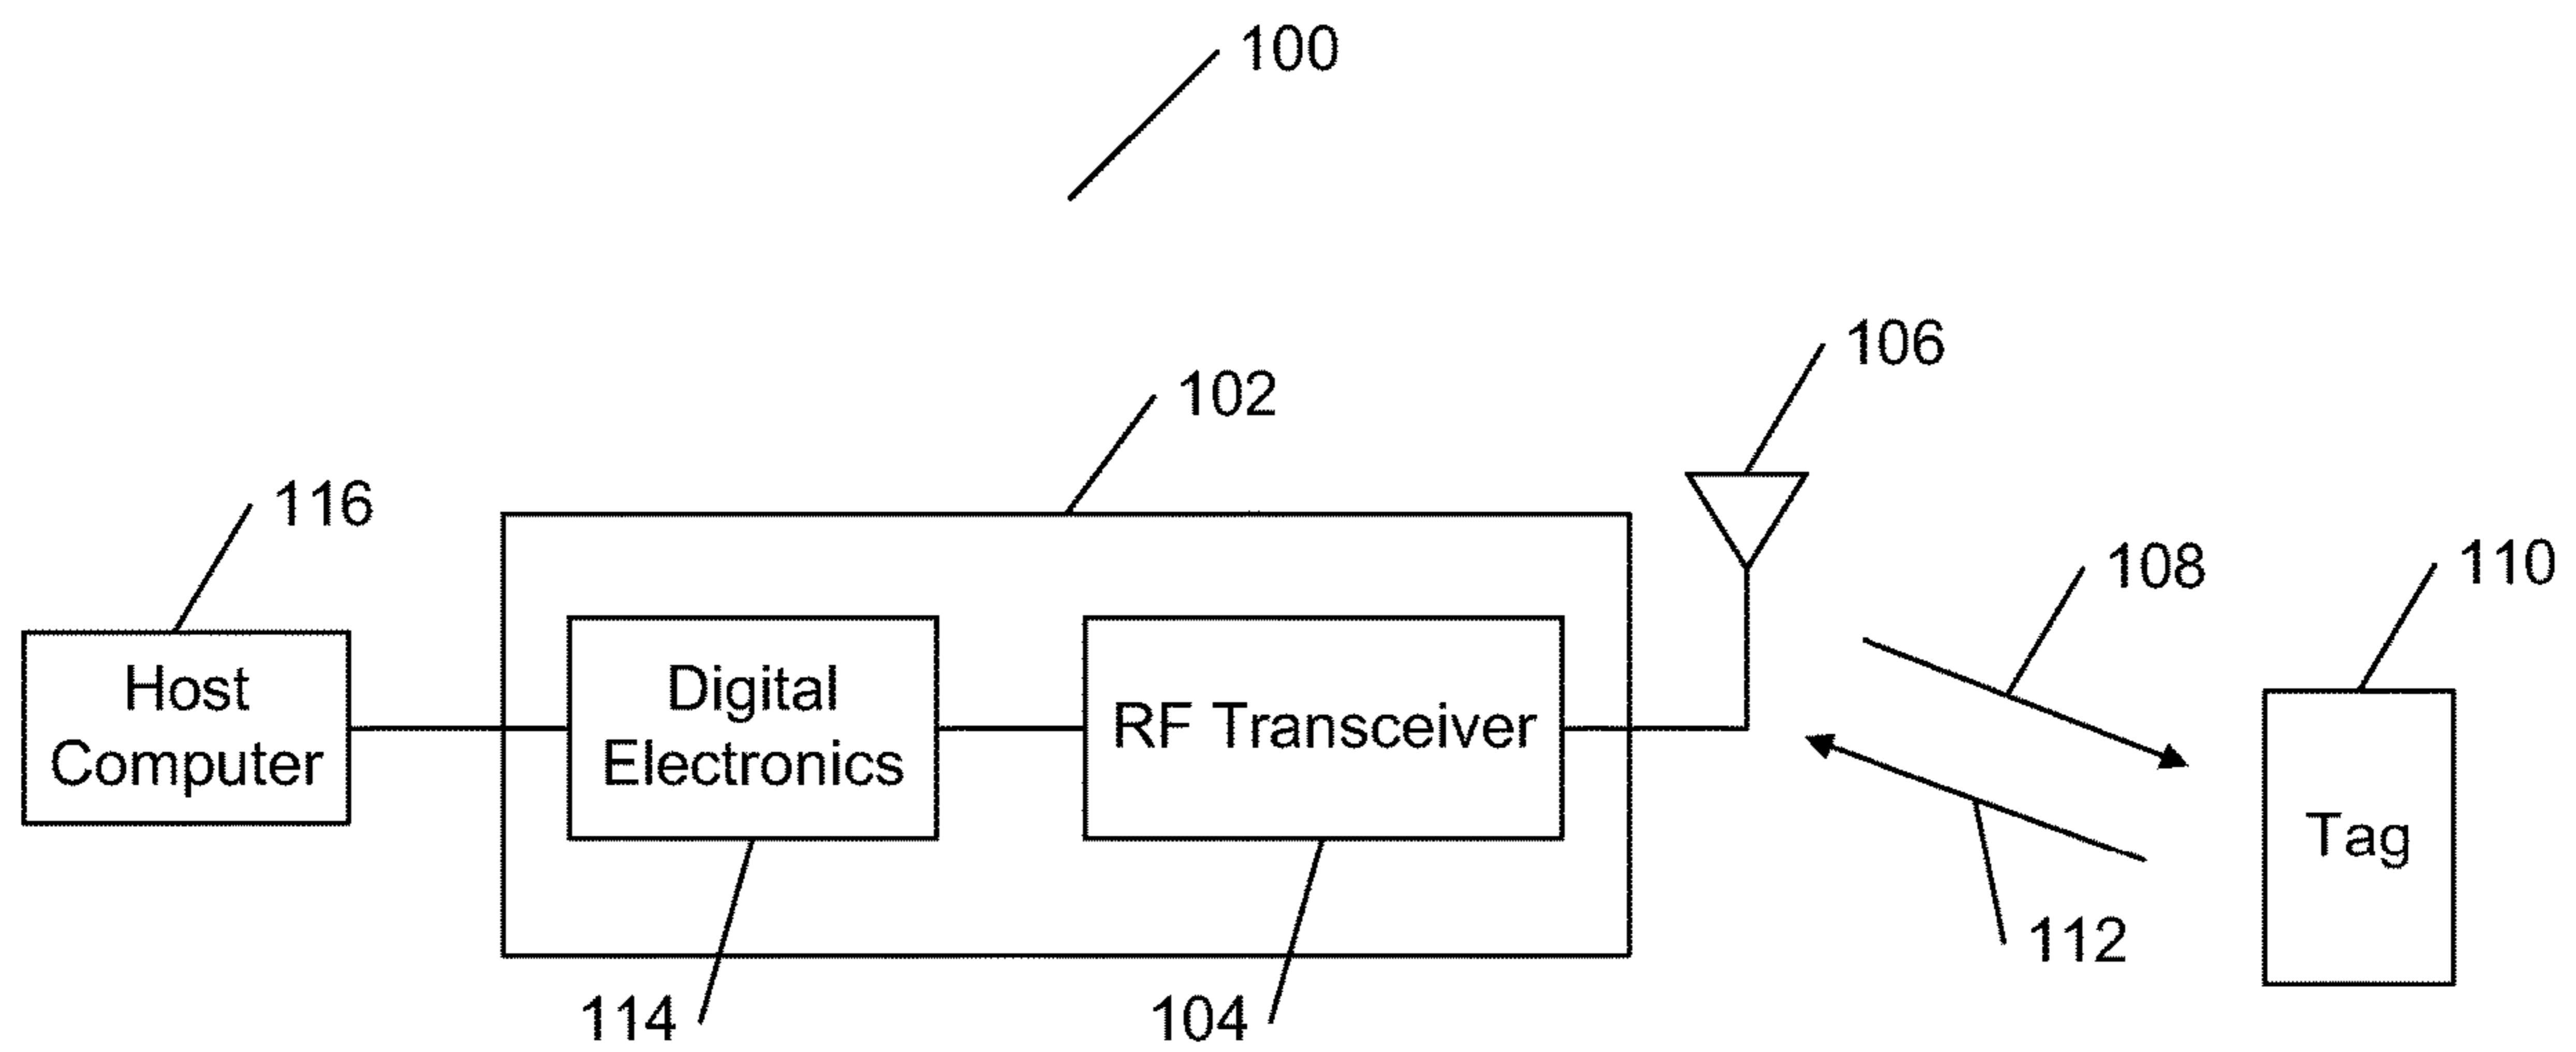 100
106
102
116
108
110
Host
Computer
Digital
Electronics
RF Transceiver
Tag
112
114
104